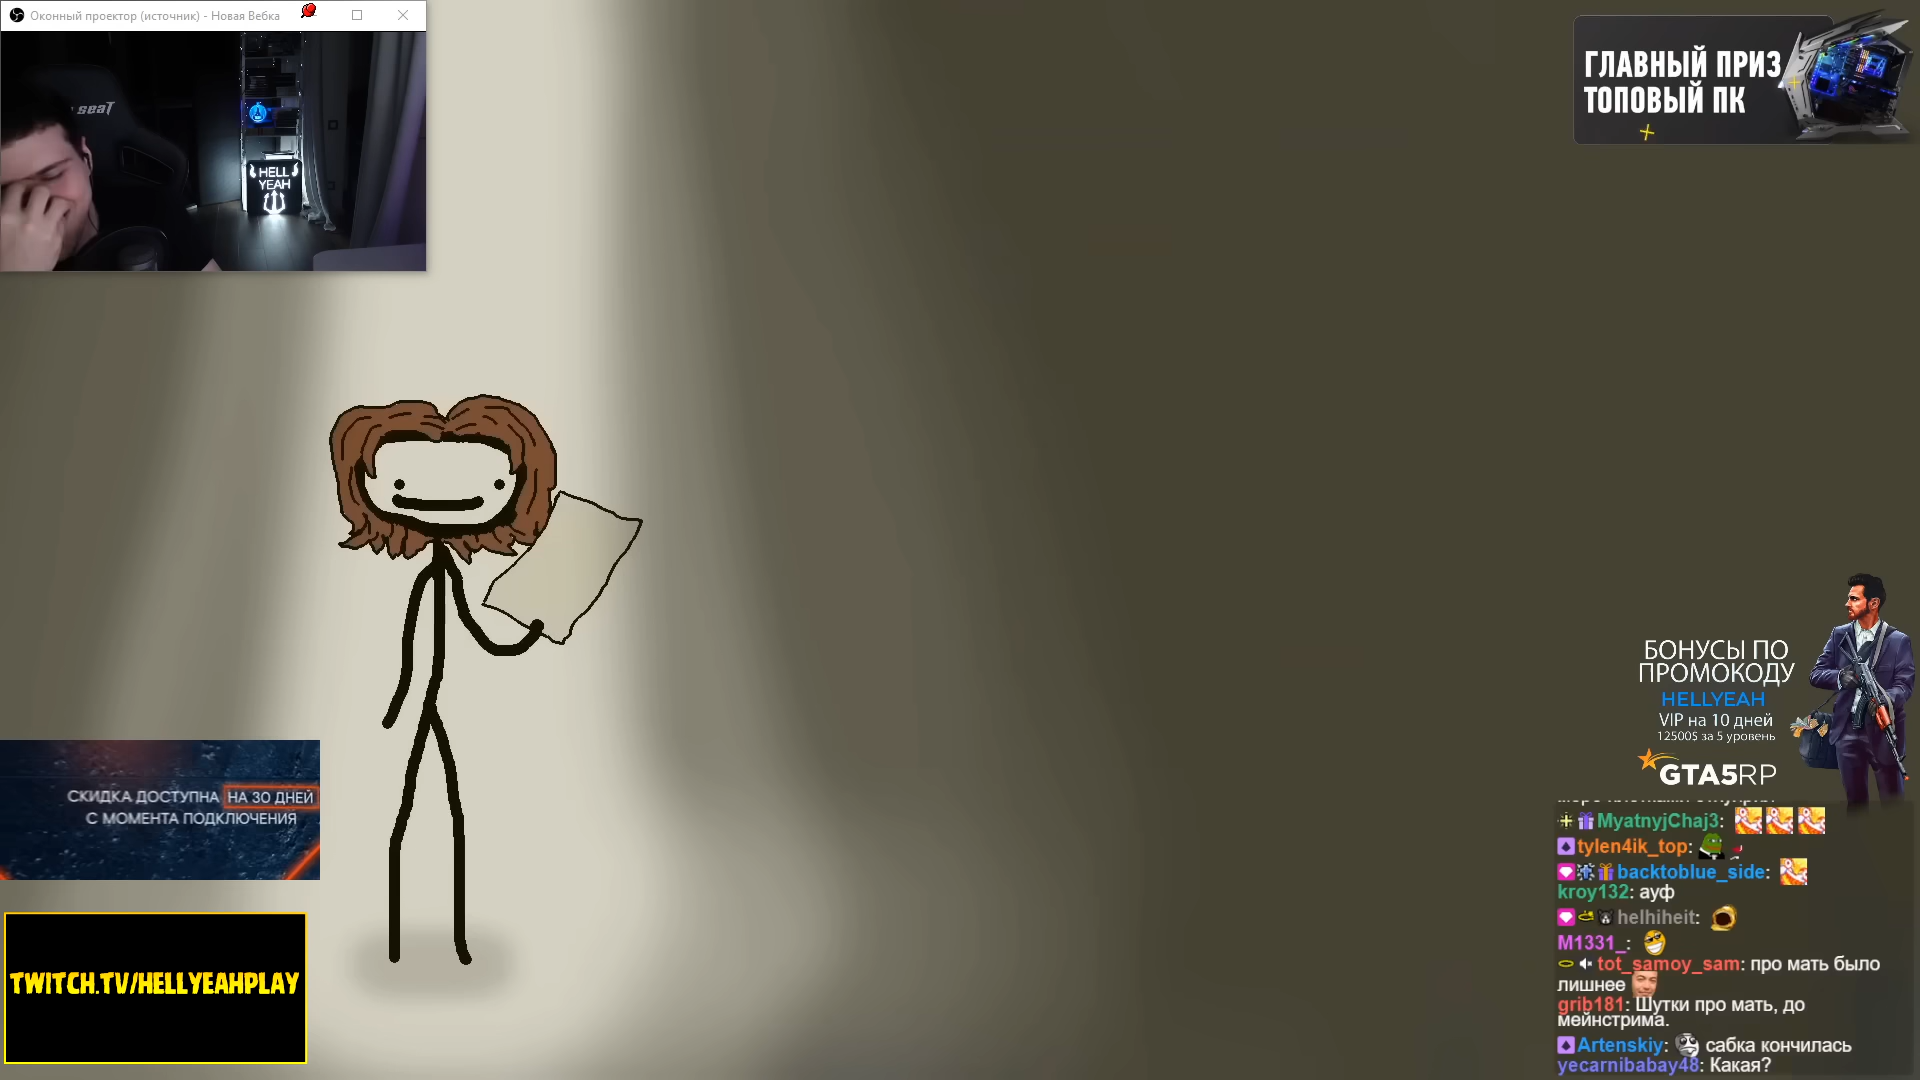 Оконный проектор (источник) - Новая Вебка
seat
HELL
YEAH
ГЛАВНЫЙ ПРИЗ
ТОПОВЫЙ ПК
БОНУСЫ ПО
ПРОМОКОДУ
HELLYEAH
VIP на 10 дней
12500$ за 5 уровень
GTA5RP
СКИДКА ДОСТУПНА НА 30 ДНЕЙ
С МОМЕНТА ПОДКЛЮЧЕНИЯ
TWITCH.TV/HELLYEAHPLAY
MyatnyjChaj3:
tylen4ik_top:
backtoblue_side:
kroy132: ауф
helhiheit:
M1331_:
tot_samoy_sam: про мать было
лишнее
grib181: Шутки про мать, до
мейнстрима.
Artenskiy: сабка кончилась
yecarnibabay48: Какая?